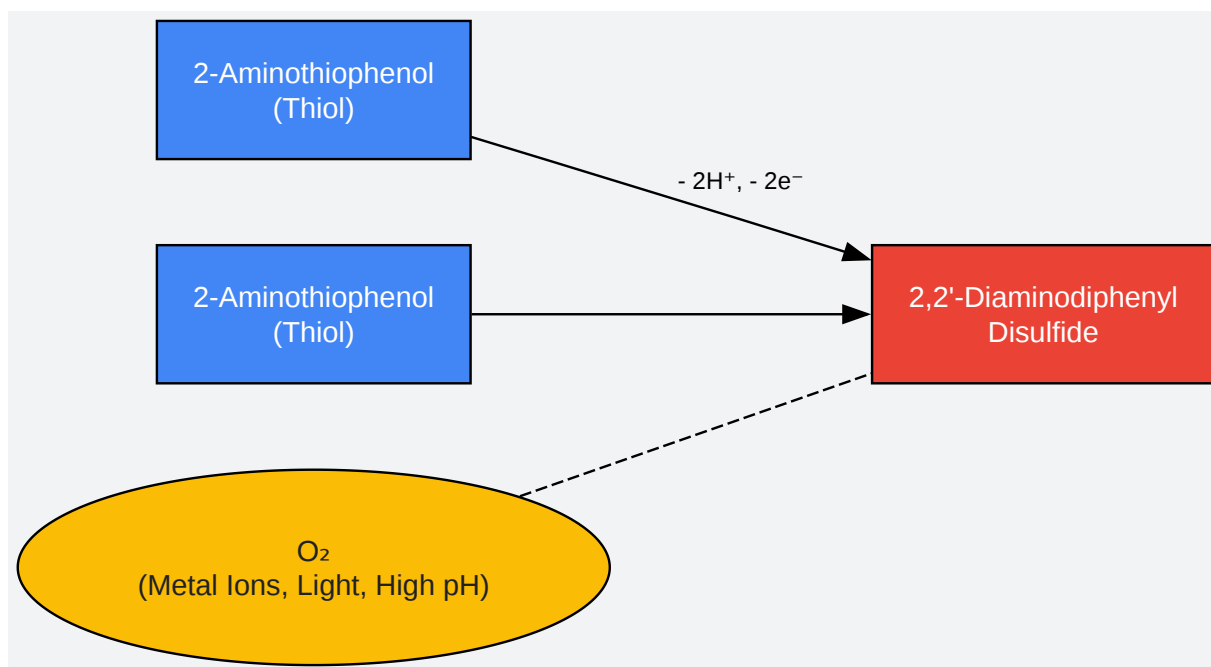 2-Aminothiophenol
(Thiol)
- 2H⁺, - 2e⁻
2-Aminothiophenol
(Thiol)
2,2'-Diaminodiphenyl
Disulfide
O₂
(Metal Ions, Light, High pH)